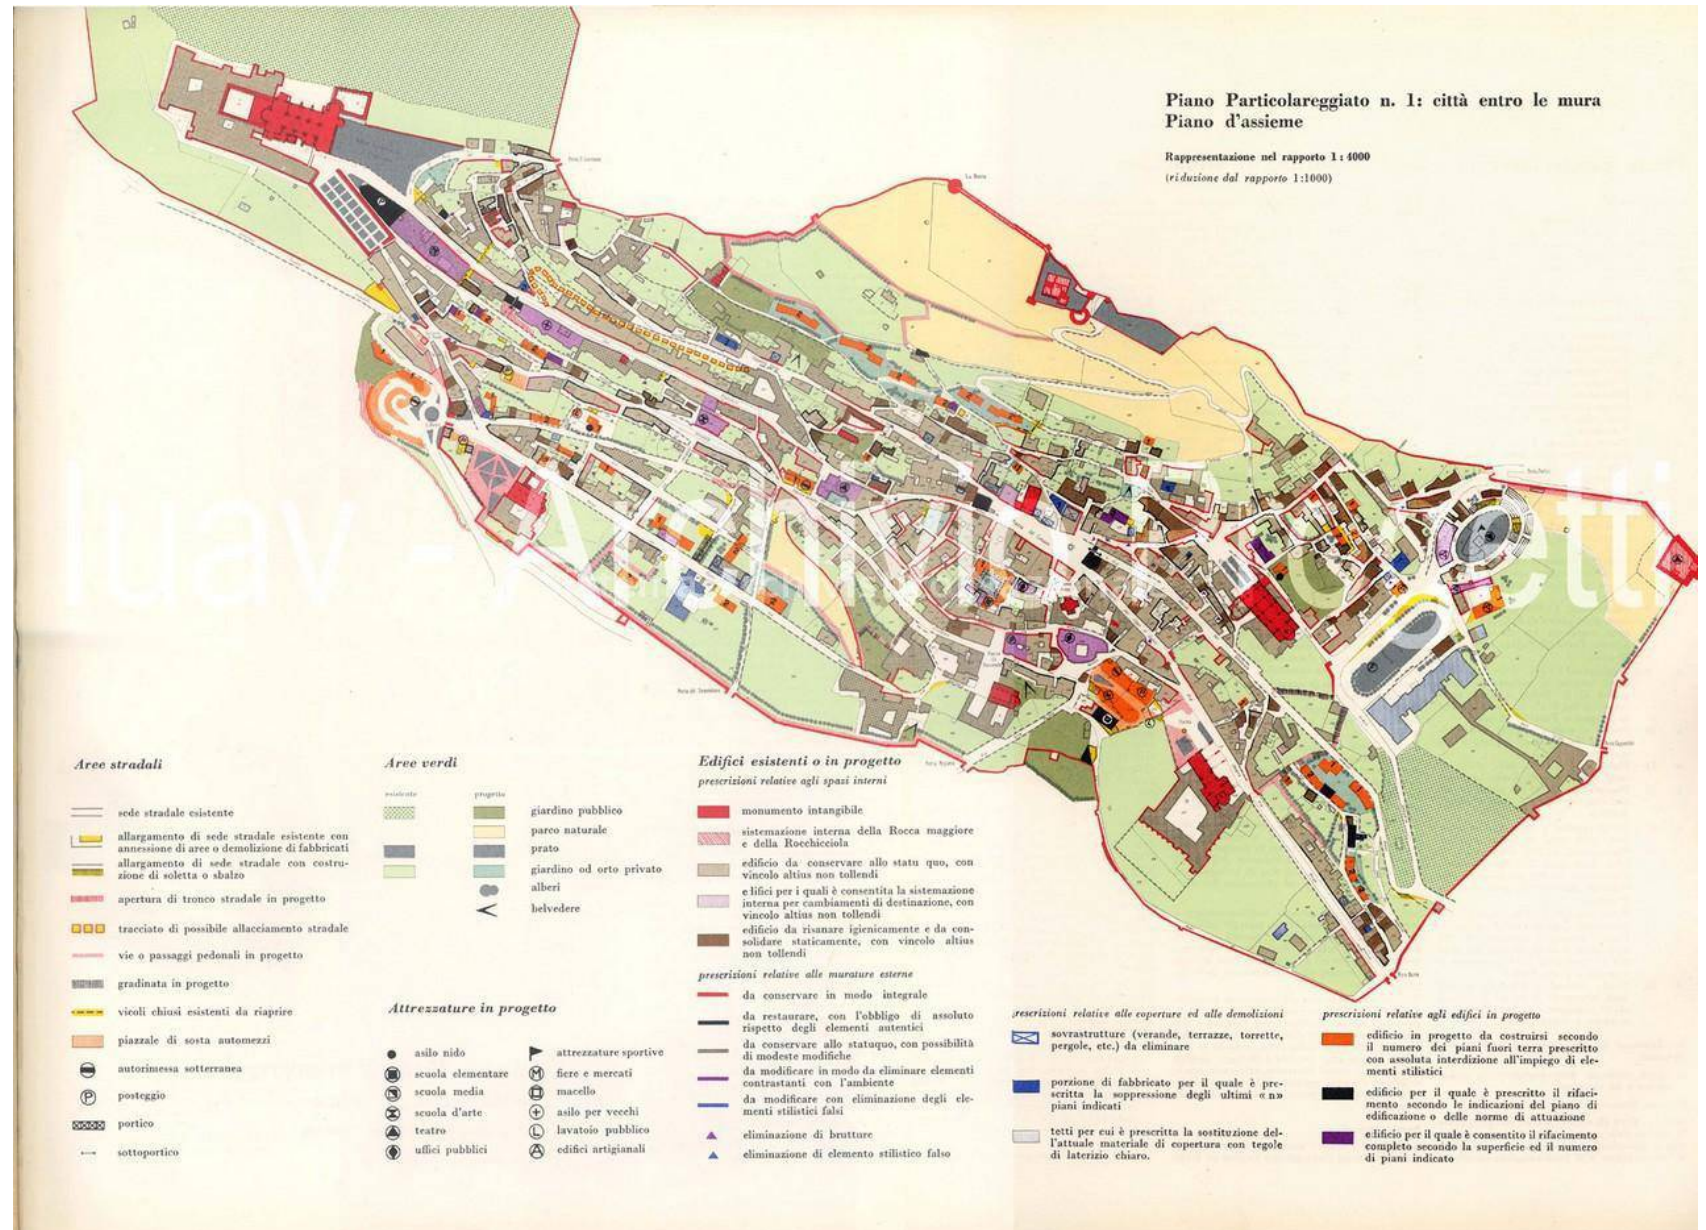 Piano Particolareggiato n. 1: città entro le mura
Piano d'assieme
Rappresentazione nel rapporto 1 : 4000
(riduzione dal rapporto 1:1000)
Iuav - Archivio Progetti
Aree stradali
sede stradale esistente
allargamento di sede stradale esistente con
annessione di aree o demolizione di fabbricati
allargamento di sede stradale con costru-
zione di soletta o sbalzo
apertura di tronco stradale in progetto
tracciato di possibile allacciamento stradale
vie o passaggi pedonali in progetto
gradinata in progetto
vicoli chiusi esistenti da riaprire
piazzale di sosta automezzi
autorimessa sotterranea
P posteggio
portico
sottoportico
Aree verdi
esistente progetto
giardino pubblico
parco naturale
prato
giardino od orto privato
alberi
belvedere
Attrezzature in progetto
asilo nido
scuola elementare
scuola media
scuola d'arte
teatro
uffici pubblici
attrezzature sportive
M fiere e mercati
macello
asilo per vecchi
L lavatoio pubblico
A edifici artigianali
Edifici esistenti o in progetto
prescrizioni relative agli spazi interni
monumento intangibile
sistemazione interna della Rocca maggiore
e della Rocchicciola
edificio da conservare allo statu quo, con
vincolo altius non tollendi
e lifici per i quali è consentita la sistemazione
interna per cambiamenti di destinazione, con
vincolo altius non tollendi
edificio da risanare igienicamente e da con-
solidare staticamente, con vincolo altius
non tollendi
prescrizioni relative alle murature esterne
da conservare in modo integrale
da restaurare, con l'obbligo di assoluto
rispetto degli elementi autentici
da conservare allo statuquo, con possibilità
di modeste modifiche
da modificare in modo da eliminare elementi
contrastanti con l'ambiente
da modificare con eliminazione degli ele-
menti stilistici falsi
eliminazione di brutture
eliminazione di elemento stilistico falso
prescrizioni relative alle coperture ed alle demolizioni
sovrastrutture (verande, terrazze, torrette,
pergole, etc.) da eliminare
porzione di fabbricato per il quale è pre-
scritta la soppressione degli ultimi «n»
piani indicati
tetti per cui è prescritta la sostituzione del-
l'attuale materiale di copertura con tegole
di laterizio chiaro.
prescrizioni relative agli edifici in progetto
edificio in progetto da costruirsi secondo
il numero dei piani fuori terra prescritto
con assoluta interdizione all'impiego di ele-
menti stilistici
edificio per il quale è prescritto il rifaci-
mento secondo le indicazioni del piano di
edificazione o delle norme di attuazione
edificio per il quale è consentito il rifacimento
completo secondo la superficie ed il numero
di piani indicato